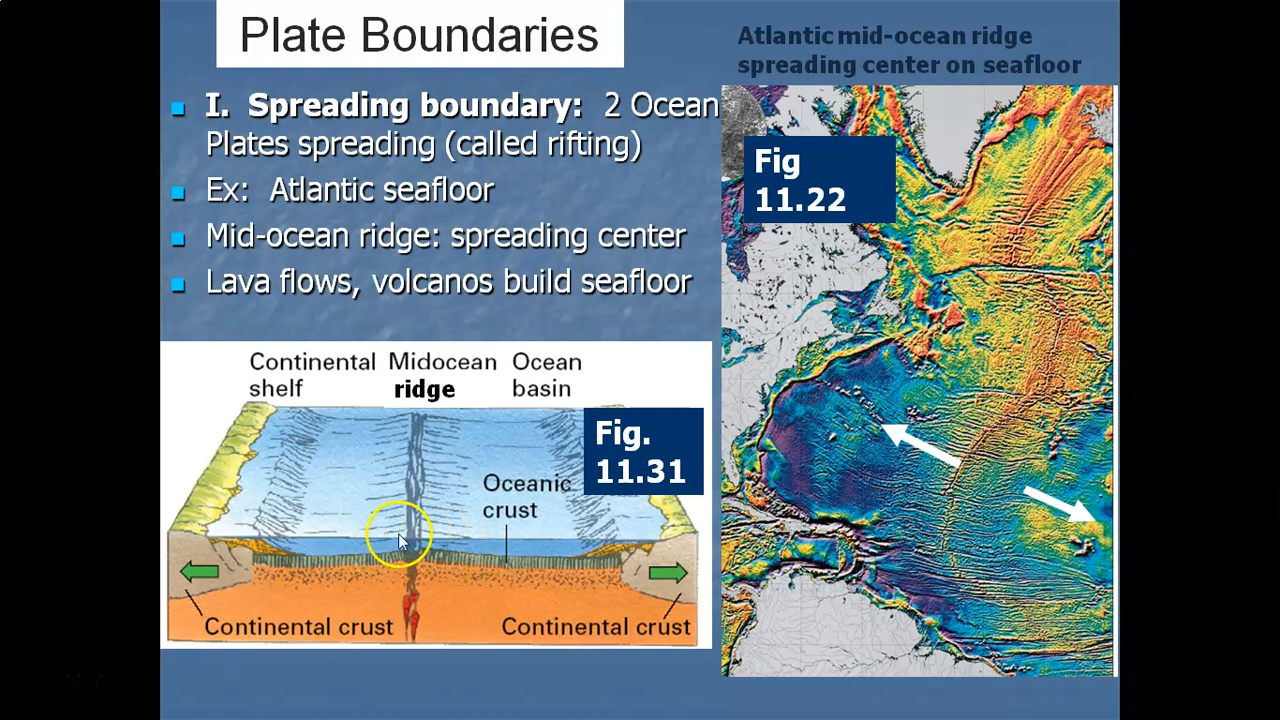 Plate Boundaries
I. Spreading boundary: 2 Ocean
Plates spreading (called rifting)
Ex: Atlantic seafloor
Mid-ocean ridge: spreading center
Lava flows, volcanos build seafloor
Atlantic mid-ocean ridge
spreading center on seafloor
Fig
11.22
Continental shelf
Midocean ridge
Ocean basin
Fig.
11.31
Oceanic
crust
Continental crust
Continental crust